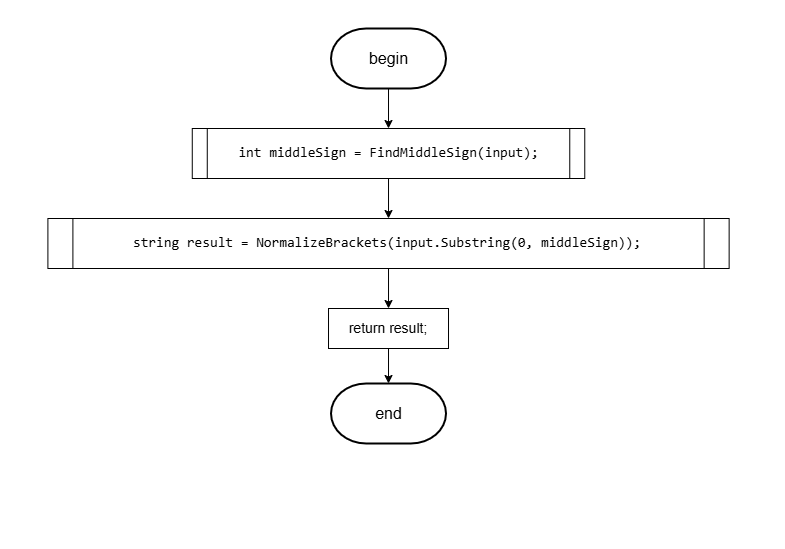 begin
int middleSign = FindMiddleSign(input);
string result = NormalizeBrackets(input.Substring(0, middleSign));
return result;
end